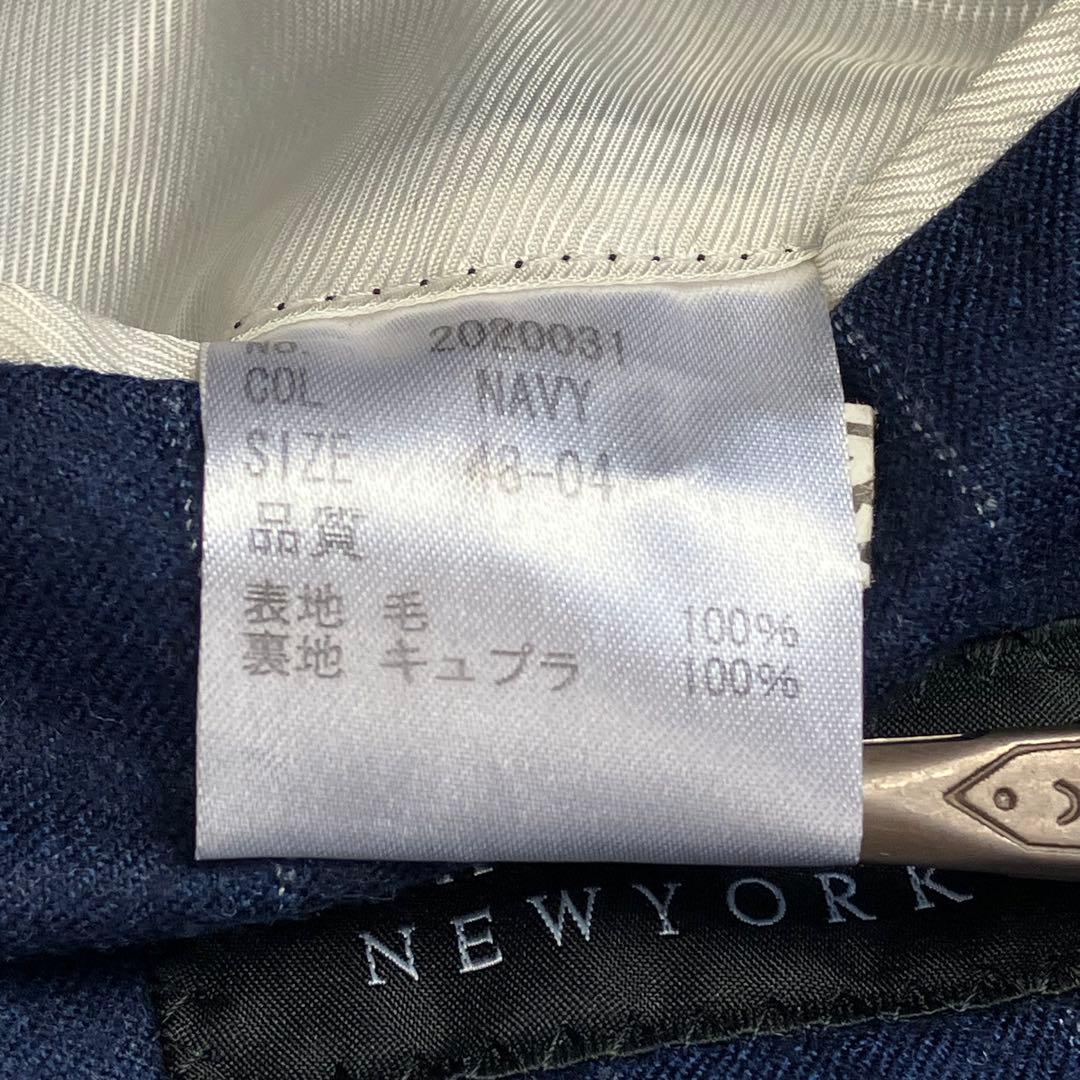 No. 2020031
COL NAVY
SIZE 48-04
品質
表地 毛 100%
裏地 キュプラ 100%
NEWYORK